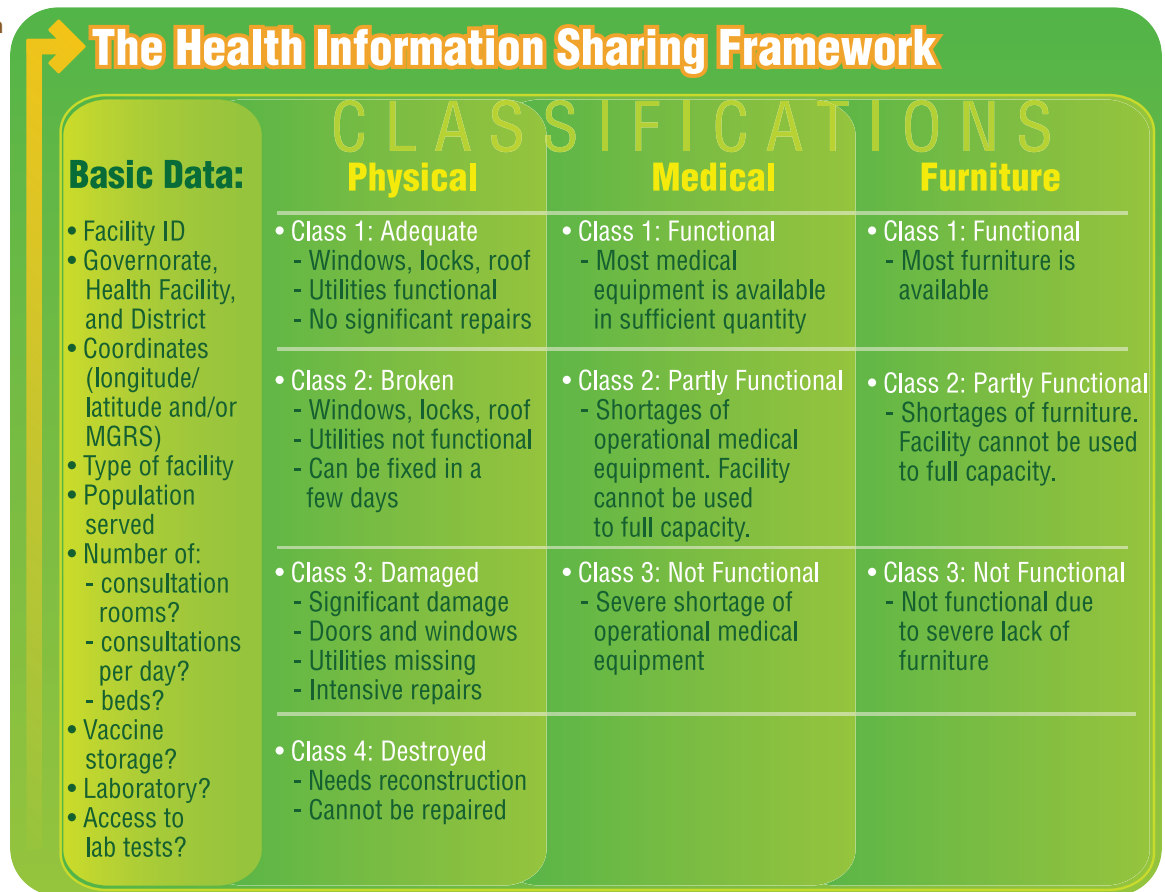 The Health Information Sharing Framework
CLASSIFICATIONS
Basic Data:
• Facility ID
• Governorate,
Health Facility,
and District
• Coordinates
(longitude/
latitude and/or
MGRS)
• Type of facility
• Population
served
• Number of:
- consultation
rooms?
- consultations
per day?
- beds?
• Vaccine
storage?
• Laboratory?
• Access to
lab tests?
Physical
• Class 1: Adequate
- Windows, locks, roof
- Utilities functional
- No significant repairs
• Class 2: Broken
- Windows, locks, roof
- Utilities not functional
- Can be fixed in a
few days
• Class 3: Damaged
- Significant damage
- Doors and windows
- Utilities missing
- Intensive repairs
• Class 4: Destroyed
- Needs reconstruction
- Cannot be repaired
Medical
• Class 1: Functional
- Most medical
equipment is available
in sufficient quantity
• Class 2: Partly Functional
- Shortages of
operational medical
equipment. Facility
cannot be used
to full capacity.
• Class 3: Not Functional
- Severe shortage of
operational medical
equipment
Furniture
• Class 1: Functional
- Most furniture is
available
• Class 2: Partly Functional
- Shortages of furniture.
Facility cannot be used
to full capacity.
• Class 3: Not Functional
- Not functional due
to severe lack of
furniture